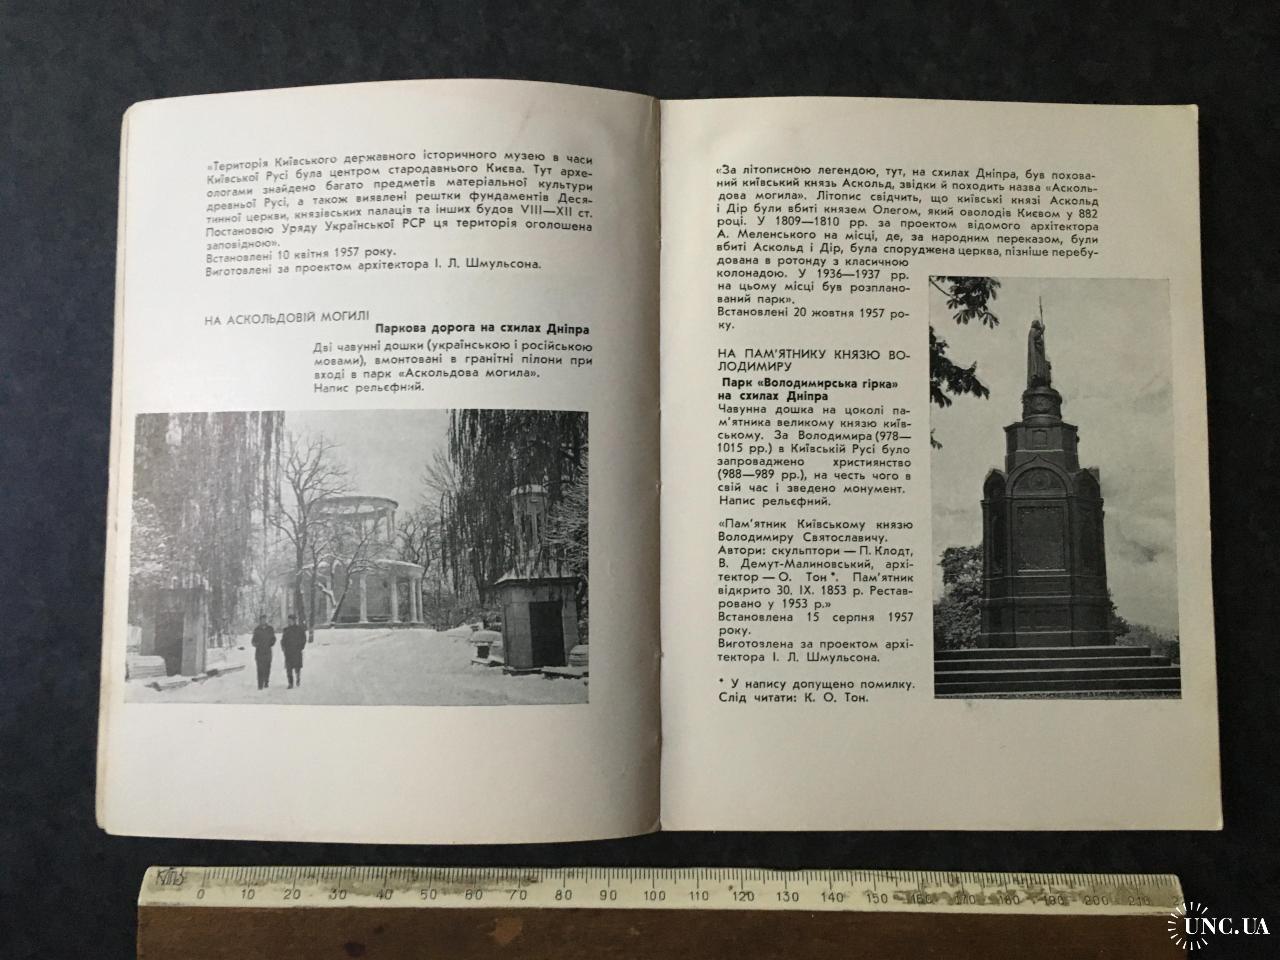 «Територія Київського державного історичного музею в часи
Київської Русі була центром стародавнього Києва. Тут архе-
ологами знайдено багато предметів матеріальної культури
древньої Русі, а також виявлені рештки фундаментів Деся-
тинної церкви, князівських палаців та інших будов VIII—XII ст.
Постановою Уряду Української РСР ця територія оголошена
заповідною».
Встановлені 10 квітня 1957 року.
Виготовлені за проектом архітектора І. Л. Шмульсона.
НА АСКОЛЬДОВІЙ МОГИЛІ
Паркова дорога на схилах Дніпра
Дві чавунні дошки (українською і російською
мовами), вмонтовані в гранітні пілони при
вході в парк «Аскольдова могила».
Напис рельєфний.
«За літописною легендою, тут, на схилах Дніпра, був похова-
ний київський князь Аскольд, звідки й походить назва «Асколь-
дова могила». Літопис свідчить, що київські князі Аскольд
і Дір були вбиті князем Олегом, який оволодів Києвом у 882
році. У 1809—1810 рр. за проектом відомого архітектора
А. Меленського на місці, де, за народним переказом, були
вбиті Аскольд і Дір, була споруджена церква, пізніше перебу-
дована в ротонду з класичною
колонадою. У 1936—1937 рр.
на цьому місці був розплано-
ваний парк».
Встановлені 20 жовтня 1957 ро-
ку.
НА ПАМ'ЯТНИКУ КНЯЗЮ ВО-
ЛОДИМИРУ
Парк «Володимирська гірка»
на схилах Дніпра
Чавунна дошка на цоколі па-
м'ятника великому князю київ-
ському. За Володимира (978—
1015 рр.) в Київській Русі було
запроваджено християнство
(988—989 рр.), на честь чого в
свій час і зведено монумент.
Напис рельєфний.
«Пам'ятник Київському князю
Володимиру Святославичу.
Автори: скульптори — П. Клодт,
В. Демут-Малиновський, архі-
тектор — О. Тон*. Пам'ятник
відкрито 30. IX. 1853 р. Рестав-
ровано у 1953 р.»
Встановлена 15 серпня 1957
року.
Виготовлена за проектом архі-
тектора І. Л. Шмульсона.
* У напису допущено помилку.
Слід читати: К. О. Тон.
0 10 20 30 40 50 60 70 80 90 100 110 120 130 140 150 160 170 180 190 200 210
UNC.UA